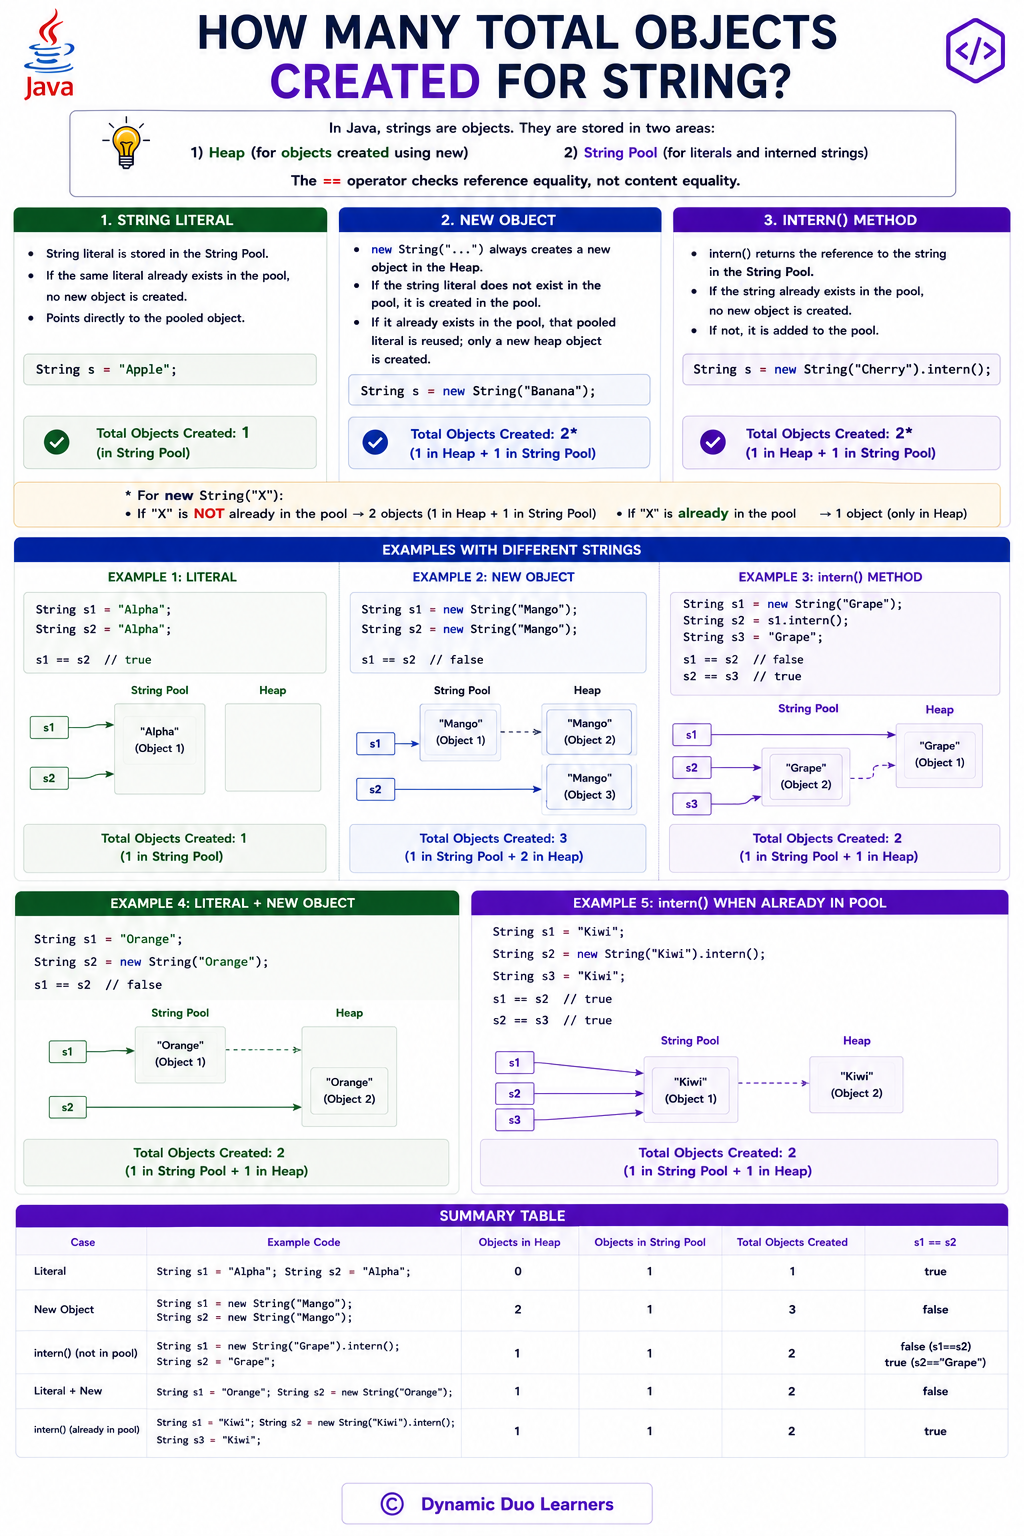 Java
HOW MANY TOTAL OBJECTS
CREATED FOR STRING?
</>
In Java, strings are objects. They are stored in two areas:
1) Heap (for objects created using new)
2) String Pool (for literals and interned strings)
The == operator checks reference equality, not content equality.
1. STRING LITERAL
• String literal is stored in the String Pool.
• If the same literal already exists in the pool,
no new object is created.
• Points directly to the pooled object.
String s = "Apple";
Total Objects Created: 1
(in String Pool)
2. NEW OBJECT
• new String("...") always creates a new
object in the Heap.
• If the string literal does not exist in the
pool, it is created in the pool.
• If it already exists in the pool, that pooled
literal is reused; only a new heap object
is created.
String s = new String("Banana");
Total Objects Created: 2*
(1 in Heap + 1 in String Pool)
3. INTERN() METHOD
• intern() returns the reference to the string
in the String Pool.
• If the string already exists in the pool,
no new object is created.
• If not, it is added to the pool.
String s = new String("Cherry").intern();
Total Objects Created: 2*
(1 in Heap + 1 in String Pool)
* For new String("X"):
• If "X" is NOT already in the pool → 2 objects (1 in Heap + 1 in String Pool)
• If "X" is already in the pool → 1 object (only in Heap)
EXAMPLES WITH DIFFERENT STRINGS
EXAMPLE 1: LITERAL
String s1 = "Alpha";
String s2 = "Alpha";
s1 == s2 // true
String Pool
Heap
s1
s2
"Alpha"
(Object 1)
Total Objects Created: 1
(1 in String Pool)
EXAMPLE 2: NEW OBJECT
String s1 = new String("Mango");
String s2 = new String("Mango");
s1 == s2 // false
String Pool
Heap
s1
s2
"Mango"
(Object 1)
"Mango"
(Object 2)
"Mango"
(Object 3)
Total Objects Created: 3
(1 in String Pool + 2 in Heap)
EXAMPLE 3: intern() METHOD
String s1 = new String("Grape");
String s2 = s1.intern();
String s3 = "Grape";
s1 == s2 // false
s2 == s3 // true
String Pool
Heap
s1
s2
s3
"Grape"
(Object 2)
"Grape"
(Object 1)
Total Objects Created: 2
(1 in String Pool + 1 in Heap)
EXAMPLE 4: LITERAL + NEW OBJECT
String s1 = "Orange";
String s2 = new String("Orange");
s1 == s2 // false
String Pool
Heap
s1
s2
"Orange"
(Object 1)
"Orange"
(Object 2)
Total Objects Created: 2
(1 in String Pool + 1 in Heap)
EXAMPLE 5: intern() WHEN ALREADY IN POOL
String s1 = "Kiwi";
String s2 = new String("Kiwi").intern();
String s3 = "Kiwi";
s1 == s2 // true
s2 == s3 // true
String Pool
Heap
s1
s2
s3
"Kiwi"
(Object 1)
"Kiwi"
(Object 2)
Total Objects Created: 2
(1 in String Pool + 1 in Heap)
SUMMARY TABLE
Case Example Code Objects in Heap Objects in String Pool Total Objects Created s1 == s2
Literal String s1 = "Alpha"; String s2 = "Alpha"; 0 1 1 true
New Object String s1 = new String("Mango");
String s2 = new String("Mango");
2 1 3 false
intern() (not in pool) String s1 = new String("Grape").intern();
String s2 = "Grape";
1 1 2 false (s1==s2)
true (s2=="Grape")
Literal + New String s1 = "Orange"; String s2 = new String("Orange"); 1 1 2 false
intern() (already in pool) String s1 = "Kiwi"; String s2 = new String("Kiwi").intern();
String s3 = "Kiwi";
1 1 2 true
© Dynamic Duo Learners